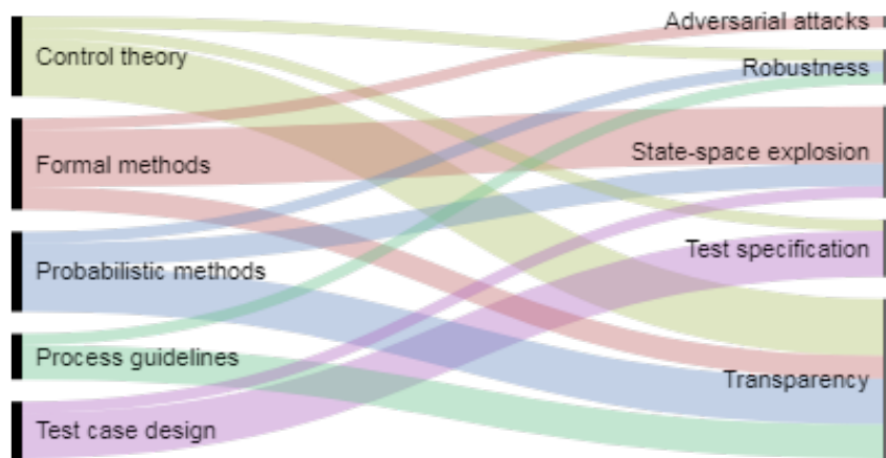 Control theory
Formal methods
Probabilistic methods
Process guidelines
Test case design
Adversarial attacks
Robustness
State-space explosion
Test specification
Transparency